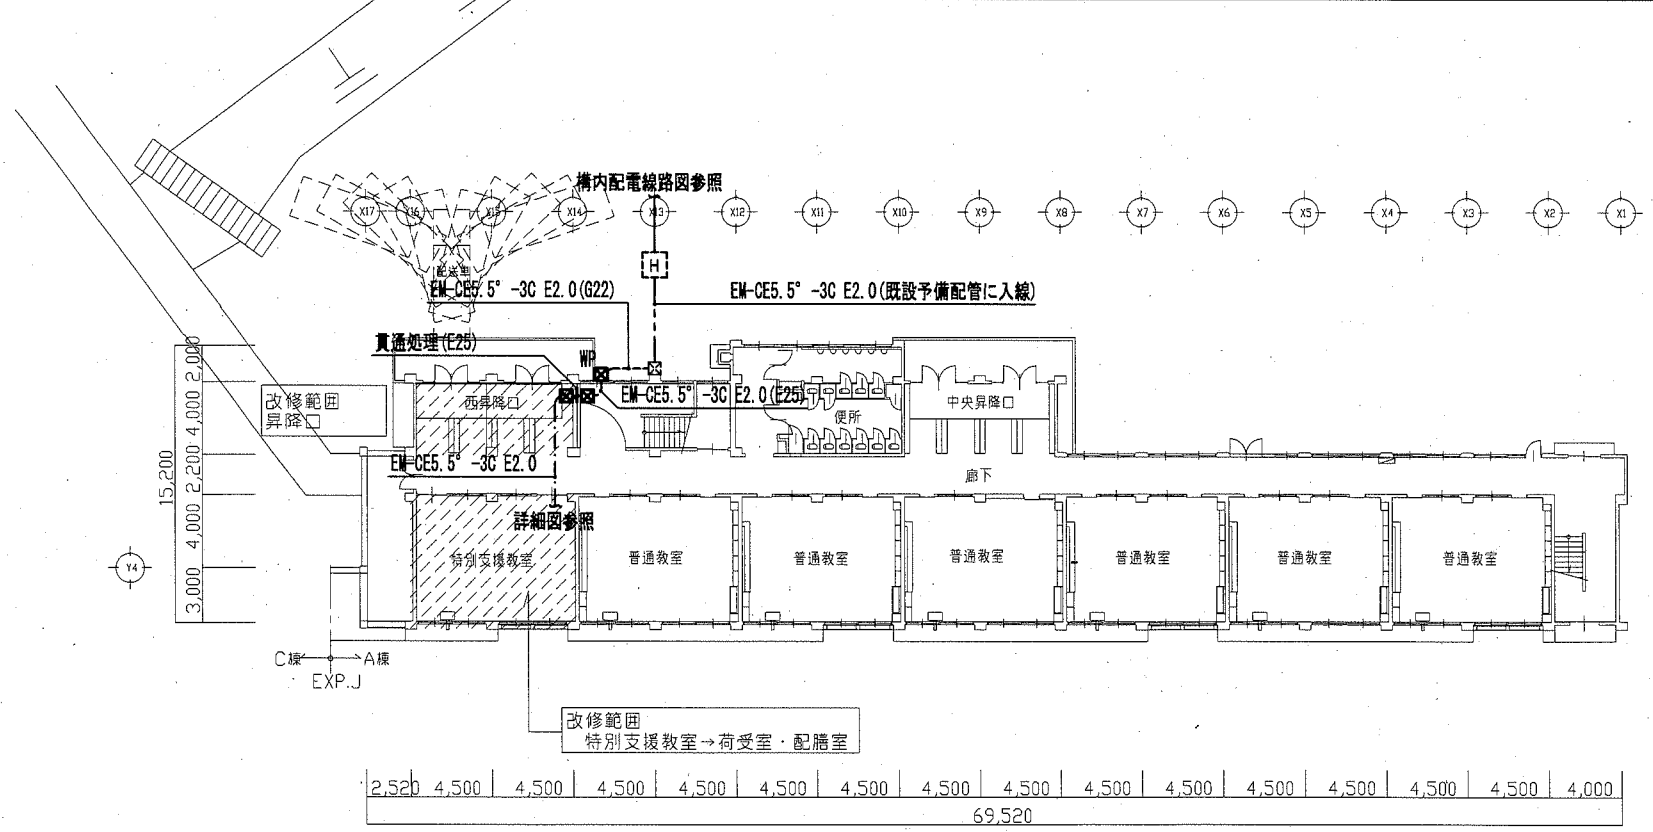 構内配電線路図参照
X17
X16
X15
X14
X13
X12
X11
X10
X9
X8
X7
X6
X5
X4
X3
X2
X1
H
配送車
EM-CE5.5° -3C E2.0(G22)
EM-CE5.5° -3C E2.0(既設予備配管に入線)
貫通処理(E25)
WP
EM-CE5.5° -3C E2.0(E25)
改修範囲
昇降口
西昇降口
便所
中央昇降口
EM-CE5.5° -3C E2.0
廊下
詳細図参照
特別支援教室
普通教室
普通教室
普通教室
普通教室
普通教室
普通教室
15,200
2,000
4,000
2,200
4,000
3,000
Y4
C棟
A棟
EXP.J
改修範囲
特別支援教室→荷受室・配膳室
2,520
4,500
4,500
4,500
4,500
4,500
4,500
4,500
4,500
4,500
4,500
4,500
4,500
4,500
4,500
4,000
69,520